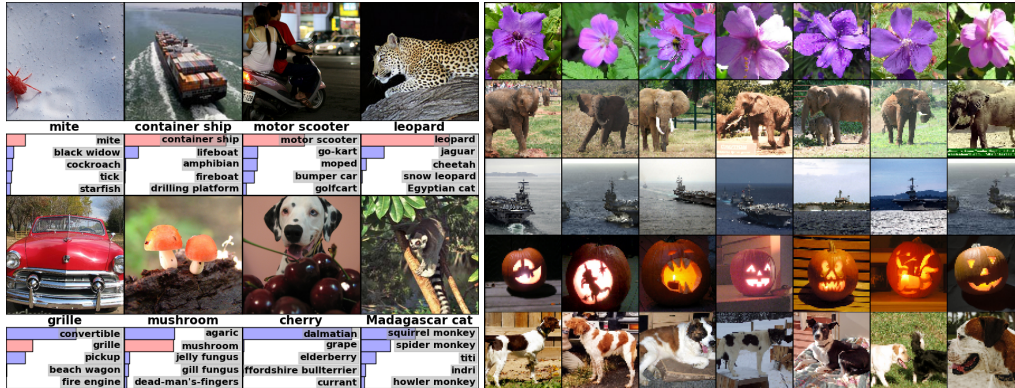 mite
container ship
motor scooter
leopard
mite
black widow
cockroach
tick
starfish
container ship
lifeboat
amphibian
fireboat
drilling platform
motor scooter
go-kart
moped
bumper car
golfcart
leopard
jaguar
cheetah
snow leopard
Egyptian cat
grille
mushroom
cherry
Madagascar cat
convertible
grille
pickup
beach wagon
fire engine
agaric
mushroom
jelly fungus
gill fungus
dead-man's-fingers
dalmatian
grape
elderberry
ffordshire bullterrier
currant
squirrel monkey
spider monkey
titi
indri
howler monkey